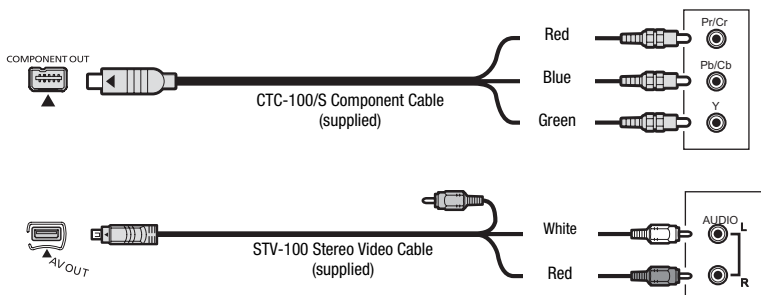 Red
Pr/Cr
COMPONENT OUT
Blue
Pb/Cb
CTC-100/S Component Cable
(supplied)
Y
Green
White
AUDIO L
STV-100 Stereo Video Cable
(supplied)
AV OUT
Red
R